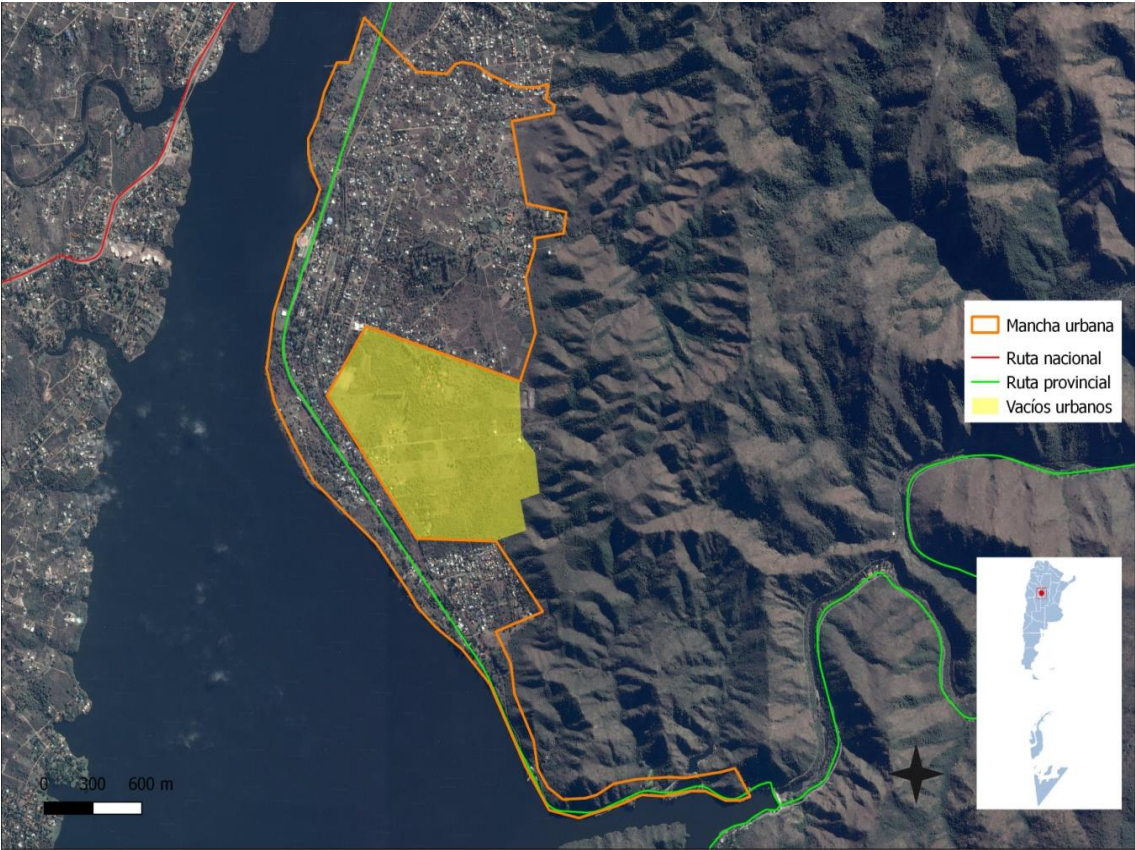 Mancha urbana
Ruta nacional
Ruta provincial
Vacíos urbanos
0 300 600 m